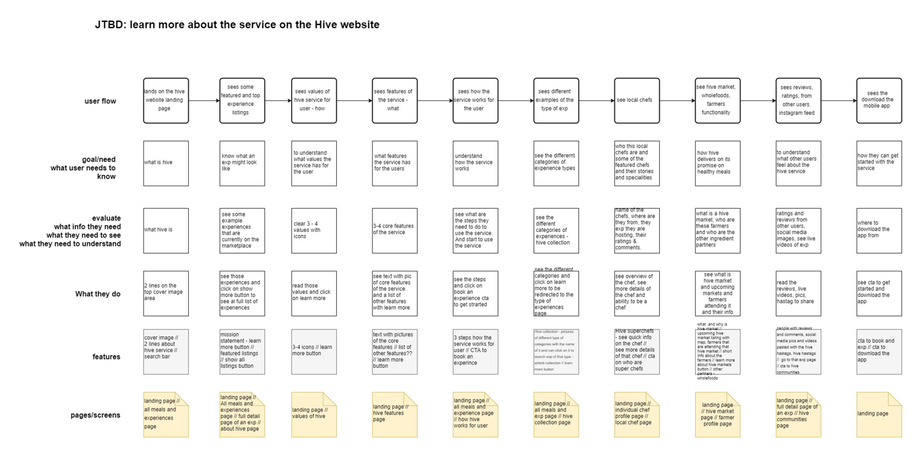 JTBD: learn more about the service on the Hive website
user flow
lands on the hive
website landing
page
sees some
featured and top
experience
listings
sees values of
hive service for
user - how
sees features of
the service -
what
sees how the
service works for
the user
sees different
examples of the
type of exp
see local chefs
see hive market,
wholefoods,
farmers
functionality
sees reviews,
ratings, from
other users.
instagram feed
sees the
download the
mobile app
goal/need
what user needs to
know
what is hive
know what an
exp might look
like
to understand
what values the
service has for
the user
what features
the service has
for the users
understand
how the service
works
see the differernt
categories of
experience types
who this local
chefs are and
some of the
featured chefs
and their stories
and specialities
how hive
delivers on its
promise on
healthy meals
to understand
what other users
feel about the
hive service
how they can get
started with the
service
evaluate
what info they need
what they need to see
what they need to understand
what hive is
see some
example
experiences
that are
currently on the
marketplace
clear 3 - 4
values with
icons
3-4 core features
of the service
see what are
the steps they
need to do to
use the service.
And start to use
the service
see the
different
categories of
experiences -
hive collection
name of the
chefs, where are
they from, they
exp they are
hosting, their
ratings &
comments.
what is a hive
market, who are
these farmers
and who are the
other ingredient
partners
ratings and
reviews from
other users,
social media
images, see live
videos of exp
where to
download the
app from
What they do
2 lines on the
top cover image
area
see those
experiences and
click on show
more button to
see at full list of
experiences
read those
values and click
on learn more
see text with pic
of core features
of the service.
and a list of
other features
with learn more
see the steps
and click on
book an
experience cta
to get started
see the different
categories and
click on learn
more to be
redirected to the
type of
experiences
page
see overview of
the chef, see
more details of
the chef and
ability to be a
chef
see what is
hive market
and upcoming
markets and
farmers
attending it
and their info
read the
reviews, live
videos, pics,
hastag to share
see cta to get
started and
download the
app
features
cover image //
2 lines about
hive service //
search bar
mission
statement - learn
more button //
featured listings
// show all
listings button
3-4 icons // learn
more button
text with pictures
of the core
features // list of
other features??
// learn more
button
3 steps how the
service works for
user // CTA to
book an
experince
Hive collection - pictures
of different type of
categories with the name
Hive superchefs
- see quick info
on the chef //
see more details
of that chef // cta
on who are
super chefs
what and why is
hive market //
upcoming hive
market listing with
map, farmers that
are attending that
hive market // short
info about the
farmers // learn more
about hive markets
button // other
partners -
wholefoods
people with reviews
and comments, social
media pics and videos
posted with the hive
hastag, hive hastags
// go to that exp page
// cta to hive
communities
cta to book and
exp // cta to
download the
app
pages/screens
landing page //
all meals and
experiences
page
landing page //
All meals and
experiences
page // full detail
page of an exp //
about hive page
landing page //
values of hive
landing page //
hive features
page
landing page //
all meals and
experience page
// how hive
works for user
landing page //
all meals and
exp page // hive
collection page
landing page //
individual chef
profile page //
local chef page
landing page
// hive market
page // farmer
profile page
landing page //
full detail page of
an exp // hive
communities
page
landing page